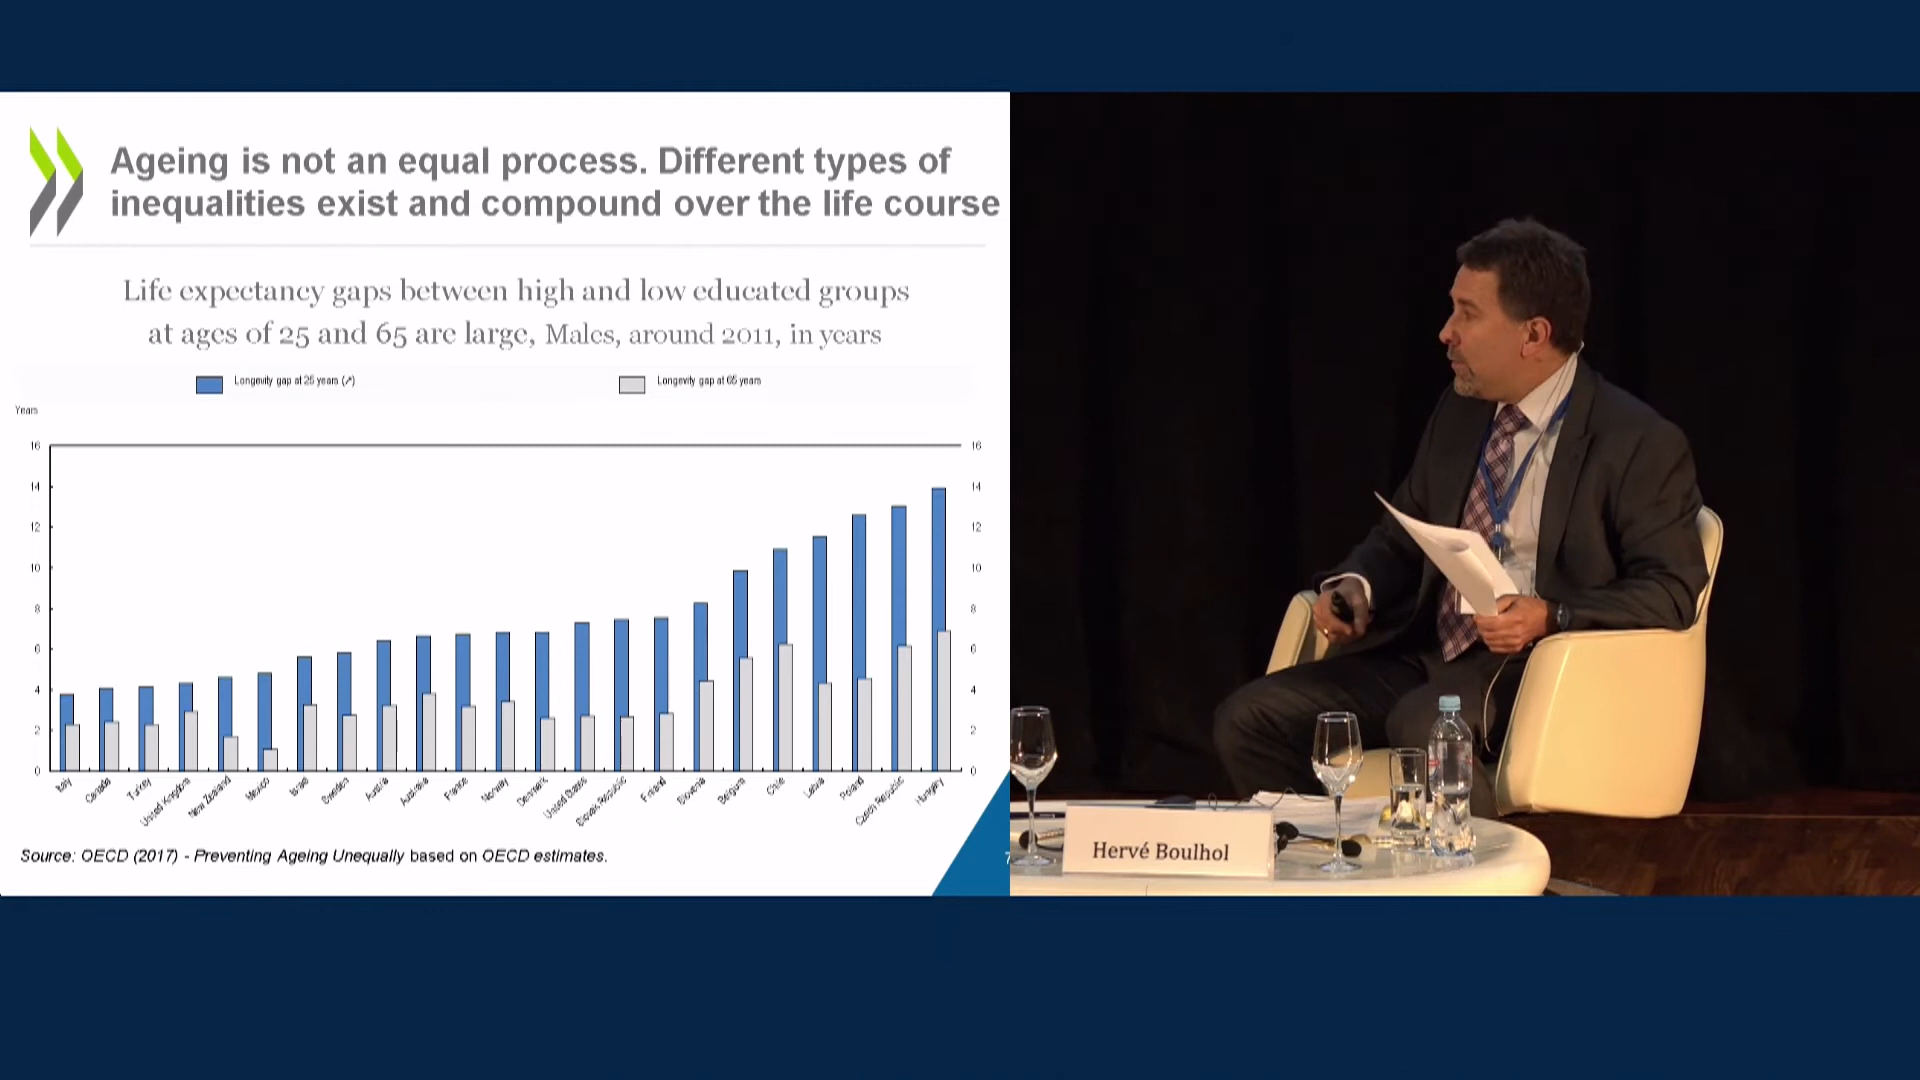 Ageing is not an equal process. Different types of
inequalities exist and compound over the life course
Life expectancy gaps between high and low educated groups
at ages of 25 and 65 are large, Males, around 2011, in years
Longevity gap at 25 years (↗)
Longevity gap at 65 years
Years
16
14
12
10
8
6
4
2
0
16
14
12
10
8
6
4
2
0
Italy
Canada
Turkey
United Kingdom
New Zealand
Mexico
Israel
Sweden
Austria
Australia
France
Norway
Denmark
United States
Slovak Republic
Finland
Slovenia
Belgium
Chile
Latvia
Poland
Czech Republic
Hungary
Source: OECD (2017) - Preventing Ageing Unequally based on OECD estimates.
7
Hervé Boulhol